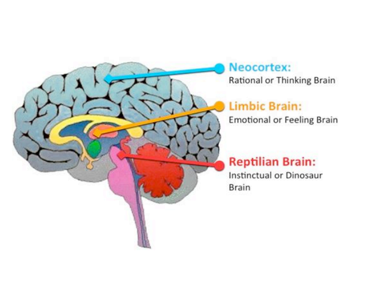 Neocortex:
Rational or Thinking Brain
Limbic Brain:
Emotional or Feeling Brain
Reptilian Brain:
Instinctual or Dinosaur
Brain